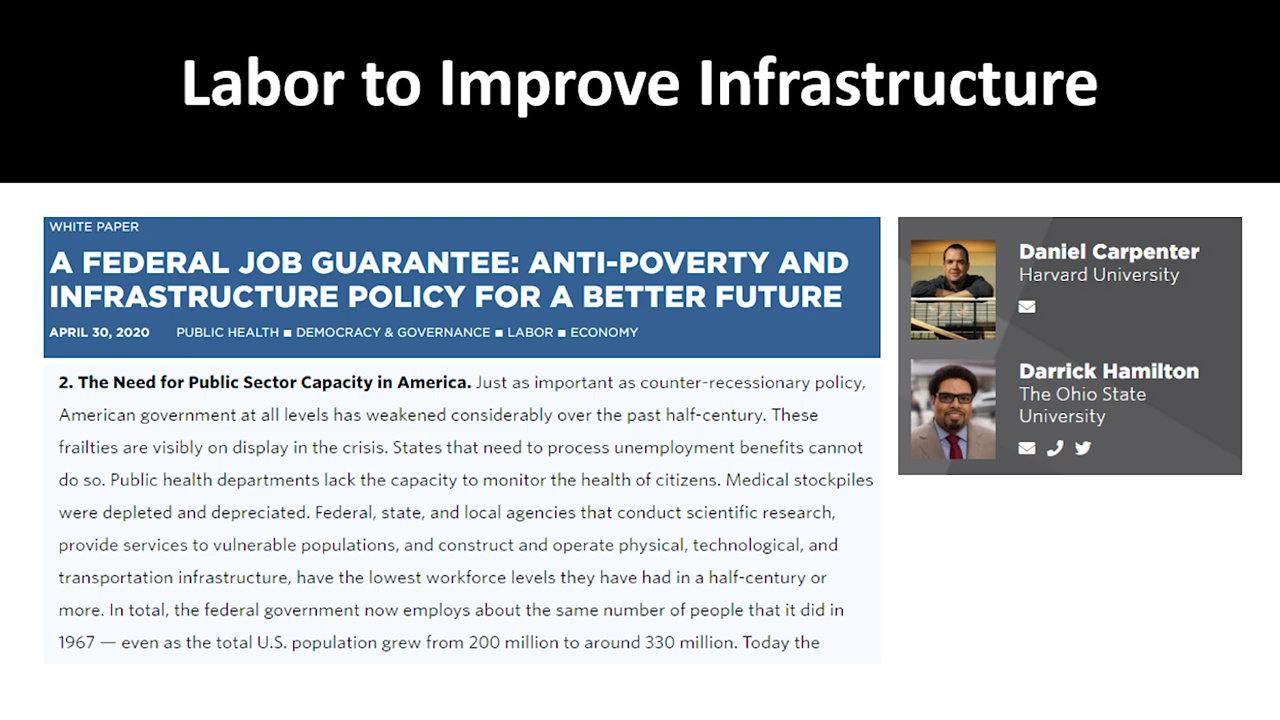 Labor to Improve Infrastructure
WHITE PAPER
A FEDERAL JOB GUARANTEE: ANTI-POVERTY AND
INFRASTRUCTURE POLICY FOR A BETTER FUTURE
APRIL 30, 2020 PUBLIC HEALTH ■ DEMOCRACY & GOVERNANCE ■ LABOR ■ ECONOMY
2. The Need for Public Sector Capacity in America. Just as important as counter-recessionary policy,
American government at all levels has weakened considerably over the past half-century. These
frailties are visibly on display in the crisis. States that need to process unemployment benefits cannot
do so. Public health departments lack the capacity to monitor the health of citizens. Medical stockpiles
were depleted and depreciated. Federal, state, and local agencies that conduct scientific research,
provide services to vulnerable populations, and construct and operate physical, technological, and
transportation infrastructure, have the lowest workforce levels they have had in a half-century or
more. In total, the federal government now employs about the same number of people that it did in
1967 — even as the total U.S. population grew from 200 million to around 330 million. Today the
Daniel Carpenter
Harvard University
Darrick Hamilton
The Ohio State
University